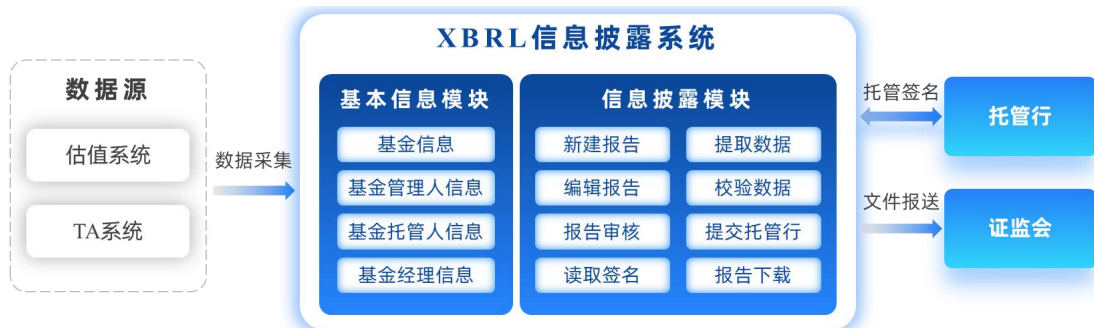 XBRL信息披露系统
数据源
估值系统
TA系统
数据采集
基本信息模块
基金信息
基金管理人信息
基金托管人信息
基金经理信息
信息披露模块
新建报告
提取数据
编辑报告
校验数据
报告审核
提交托管行
读取签名
报告下载
托管签名
托管行
文件报送
证监会